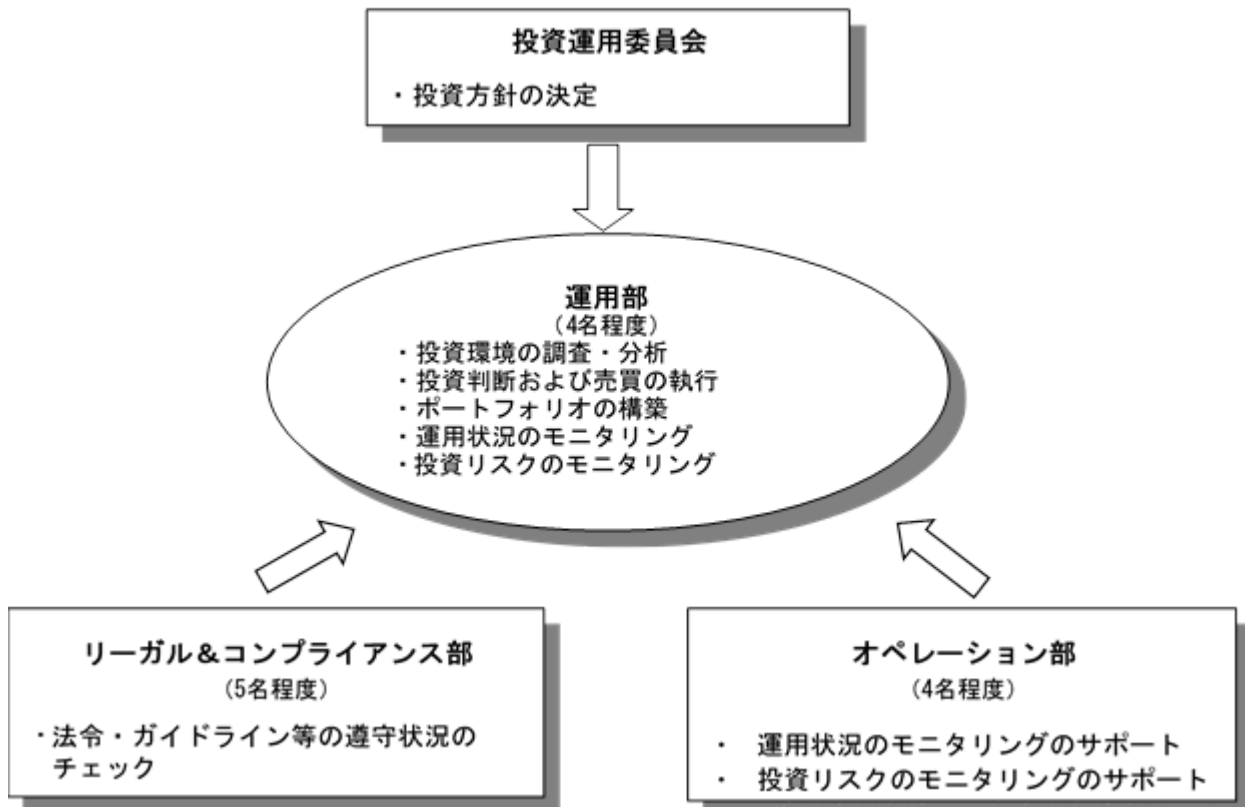 投資運用委員会
・投資方針の決定
運用部
（4名程度）
・投資環境の調査・分析
・投資判断および売買の執行
・ポートフォリオの構築
・運用状況のモニタリング
・投資リスクのモニタリング
リーガル＆コンプライアンス部
（5名程度）
・法令・ガイドライン等の遵守状況の
チェック
オペレーション部
（4名程度）
・ 運用状況のモニタリングのサポート
・ 投資リスクのモニタリングのサポート